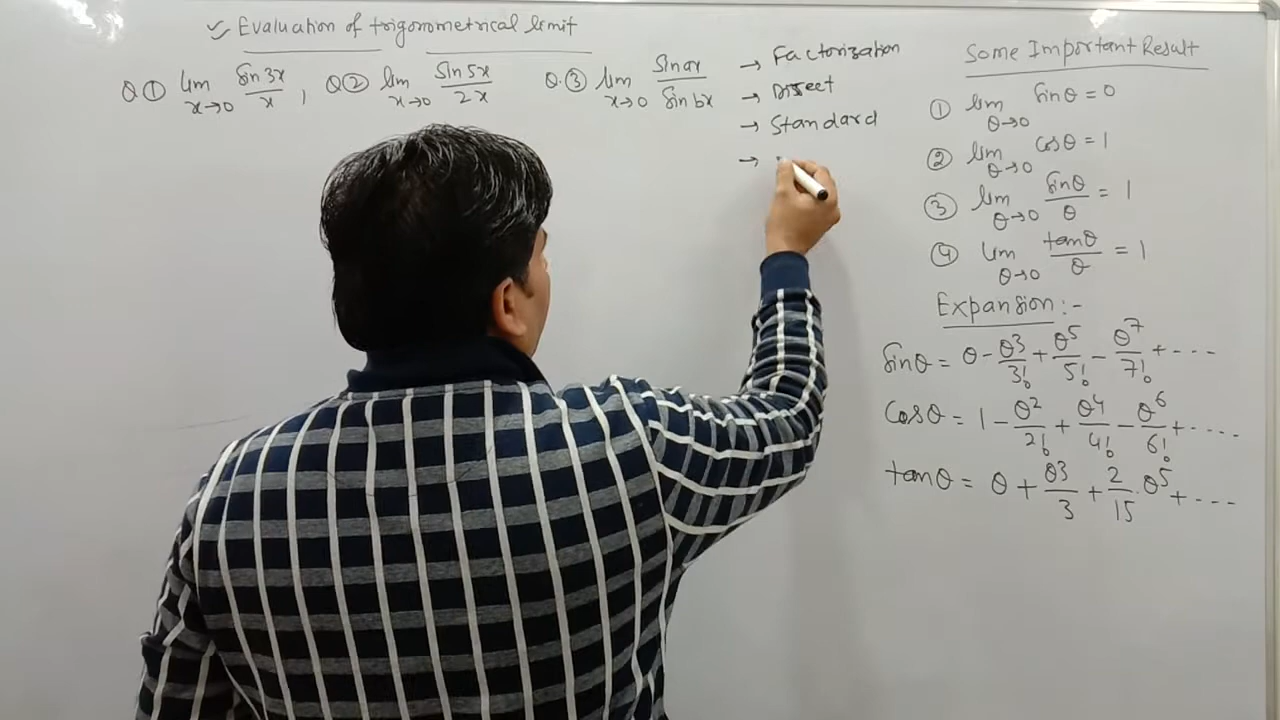 Evaluation of trigonometrical limit
Q.① lim x→0 sin 3x / x , Q② lim x→0 sin 5x / 2x Q.③ lim x→0 sin ax / sin bx
→ Factorization
→ Direct
→ Standard
→
Some Important Result
① lim θ→0 sinθ = 0
② lim θ→0 cosθ = 1
③ lim θ→0 sinθ / θ = 1
④ lim θ→0 tanθ / θ = 1
Expansion :-
sinθ = θ - θ3/3! + θ5/5! - θ7/7! + ----
cosθ = 1 - θ2/2! + θ4/4! - θ6/6! + ----
tanθ = θ + θ3/3 + 2/15 . θ5 + ---